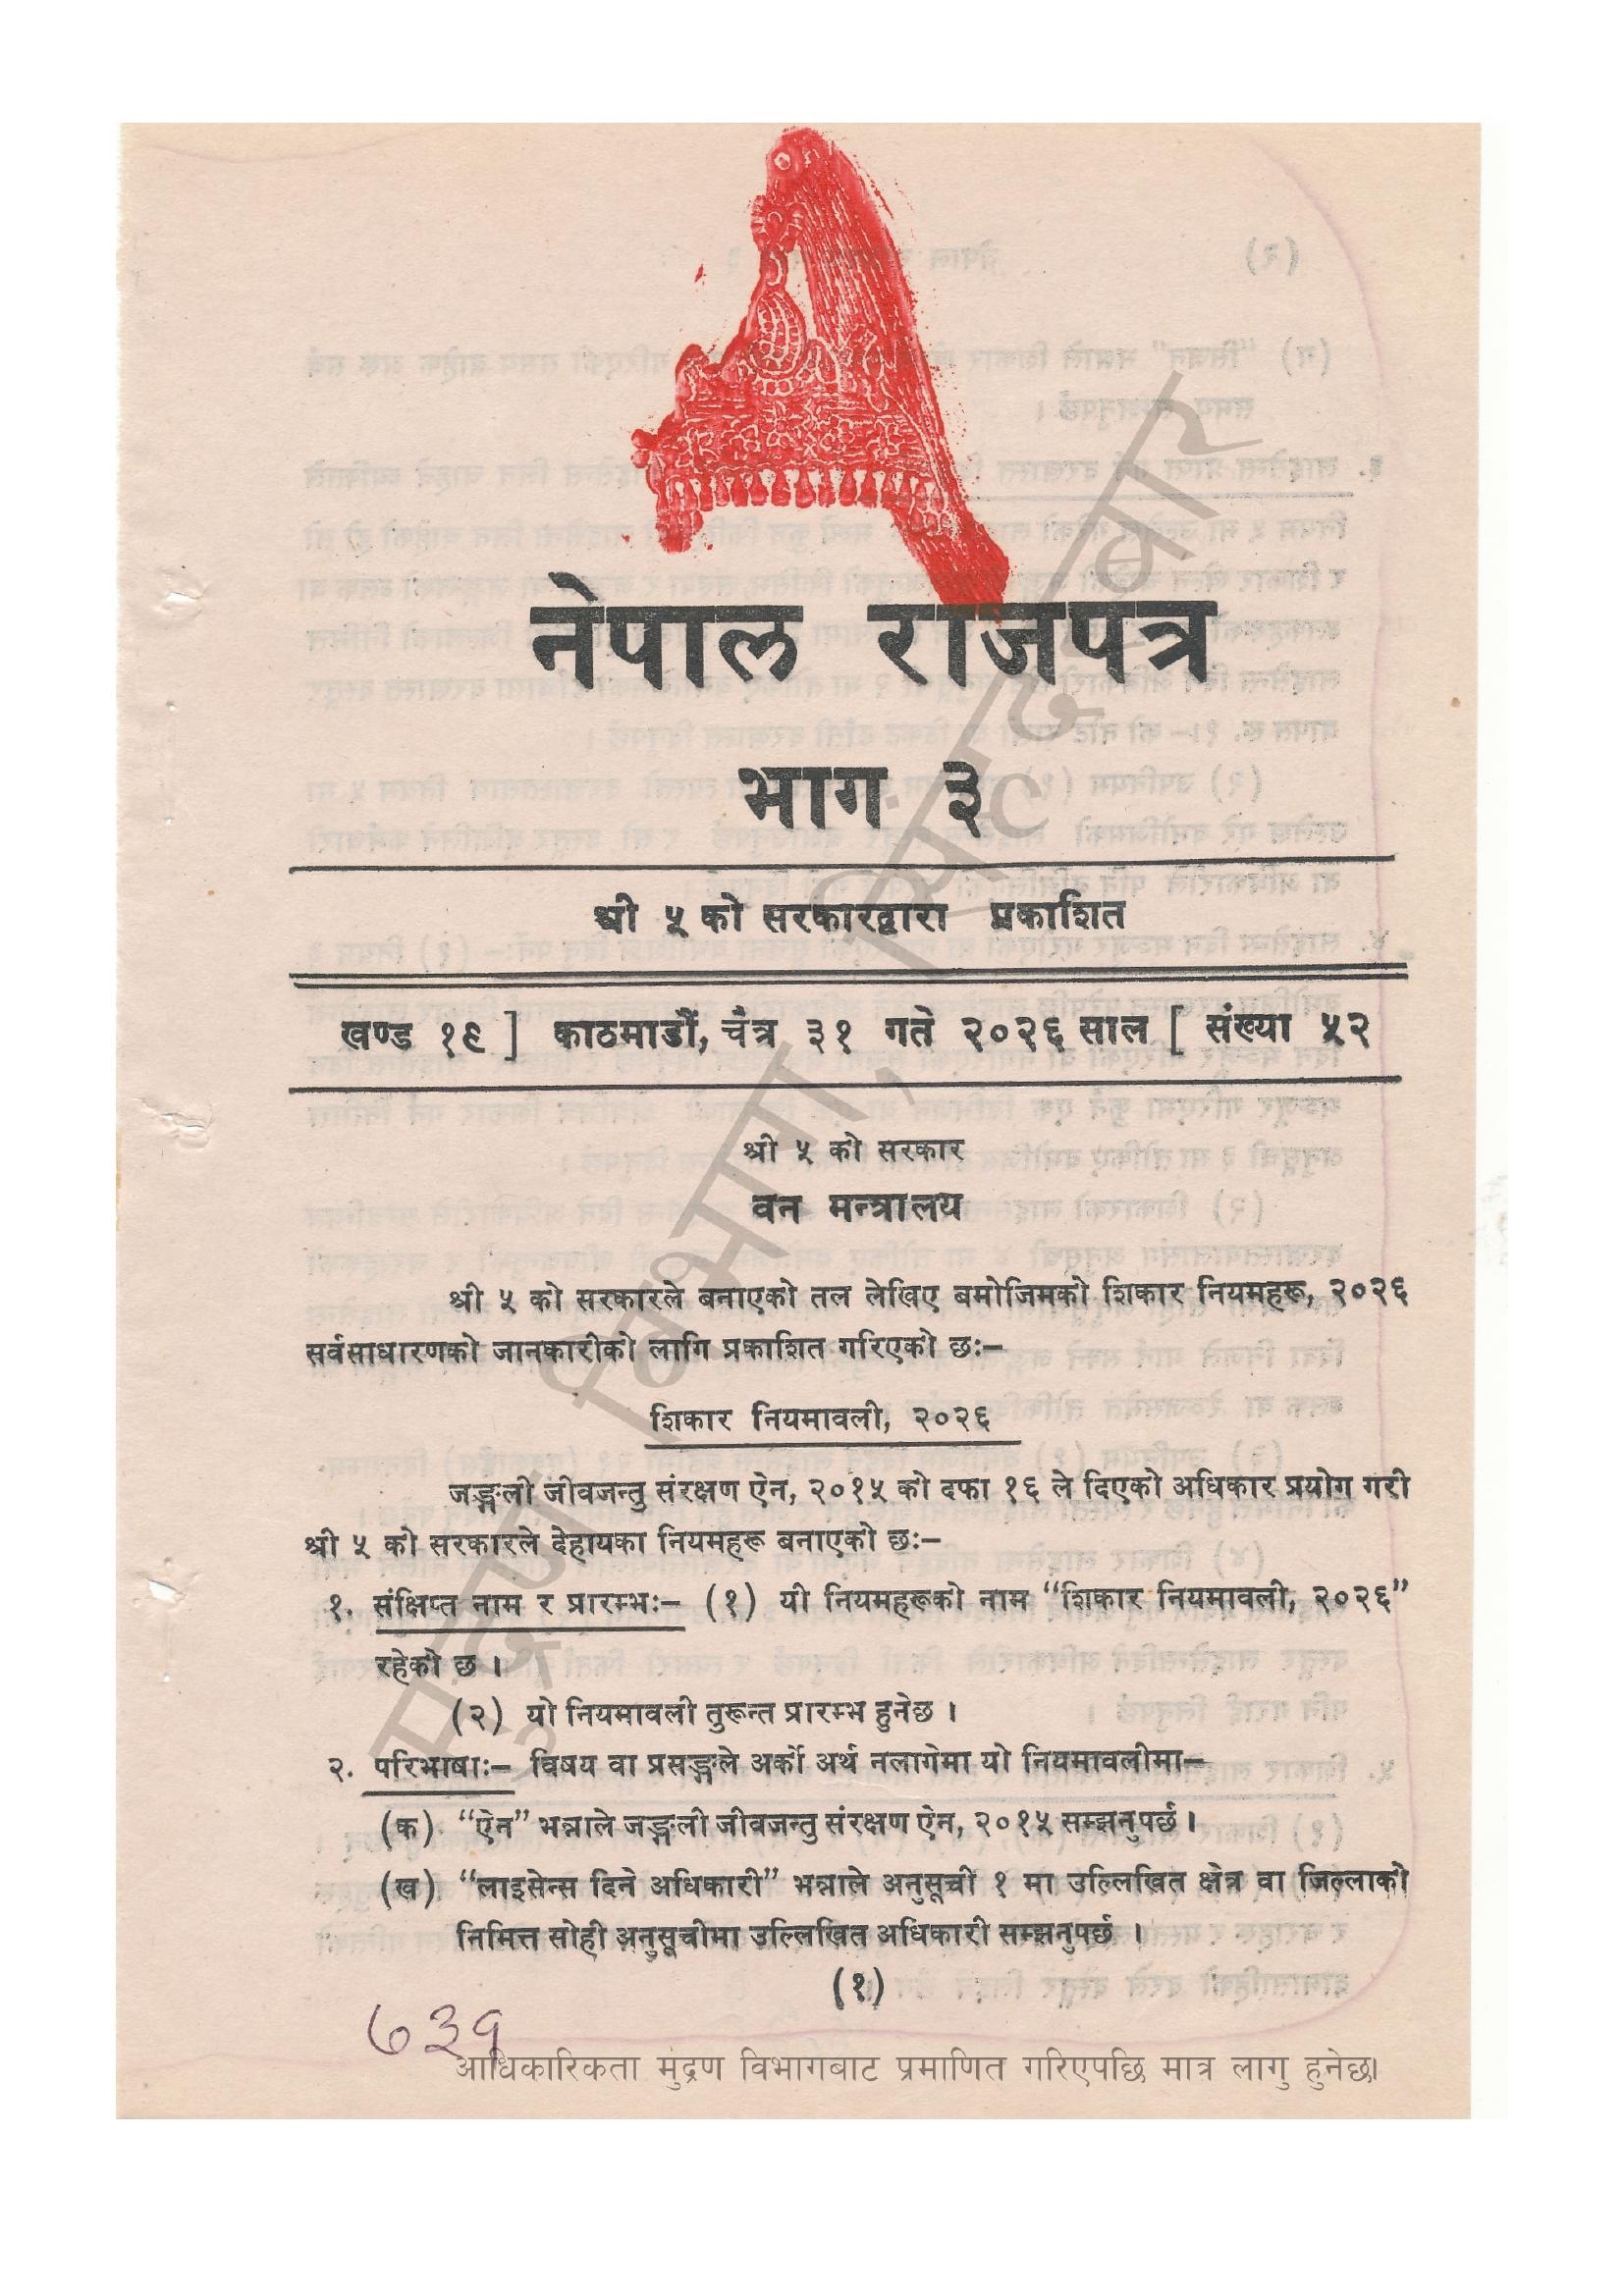 नेपाल राजपत्र
भाग ३
श्री ५ को सरकारद्वारा प्रकाशित
खण्ड १९ ] काठमाडौं, चैत्र ३१ गते २०२६ साल [ संख्या ५२
श्री ५ को सरकार
वन मन्त्रालय
श्री ५ को सरकारले बनाएको तल लेखिए बमोजिमको शिकार नियमहरू, २०२६
सर्वसाधारणको जानकारीको लागि प्रकाशित गरिएको छः–
शिकार नियमावली, २०२६
जङ्गली जीवजन्तु संरक्षण ऐन, २०१५ को दफा १६ ले दिएको अधिकार प्रयोग गरी
श्री ५ को सरकारले देहायका नियमहरू बनाएको छः–
१. संक्षिप्त नाम र प्रारम्भः– (१) यी नियमहरूको नाम “शिकार नियमावली, २०२६”
रहेको छ ।
(२) यो नियमावली तुरून्त प्रारम्भ हुनेछ ।
२. परिभाषाः– विषय वा प्रसङ्गले अर्को अर्थ नलागेमा यो नियमावलीमा–
(क) “ऐन” भन्नाले जङ्गली जीवजन्तु संरक्षण ऐन, २०१५ सम्झनुपर्छ ।
(ख) “लाइसेन्स दिने अधिकारी” भन्नाले अनुसूची १ मा उल्लिखित क्षेत्र वा जिल्लाको
निमित्त सोही अनुसूचीमा उल्लिखित अधिकारी सम्झनुपर्छ ।
(१)
७३१
आधिकारिकता मुद्रण विभागबाट प्रमाणित गरिएपछि मात्र लागु हुनेछ।
मुद्रण विभाग, सिंहदरबार